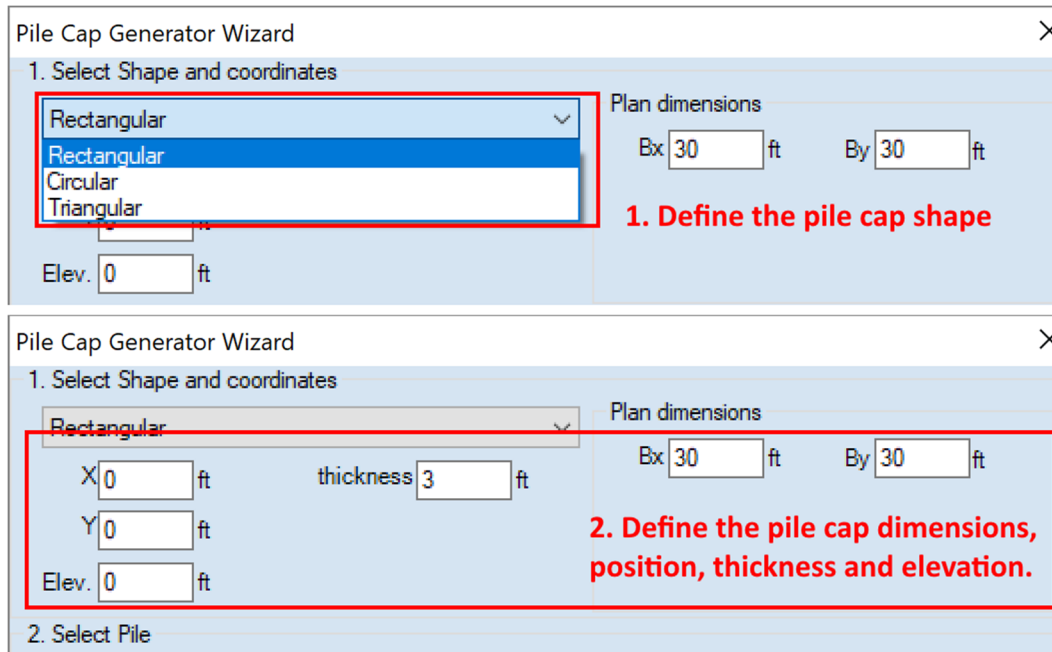 Pile Cap Generator Wizard
1. Select Shape and coordinates
Rectangular
Plan dimensions
Rectangular
Circular
Triangular
Bx 30 ft By 30 ft
1. Define the pile cap shape
Elev. 0 ft
Pile Cap Generator Wizard
1. Select Shape and coordinates
Rectangular
Plan dimensions
Bx 30 ft By 30 ft
X 0 ft thickness 3 ft
Y 0 ft
2. Define the pile cap dimensions,
position, thickness and elevation.
Elev. 0 ft
2. Select Pile